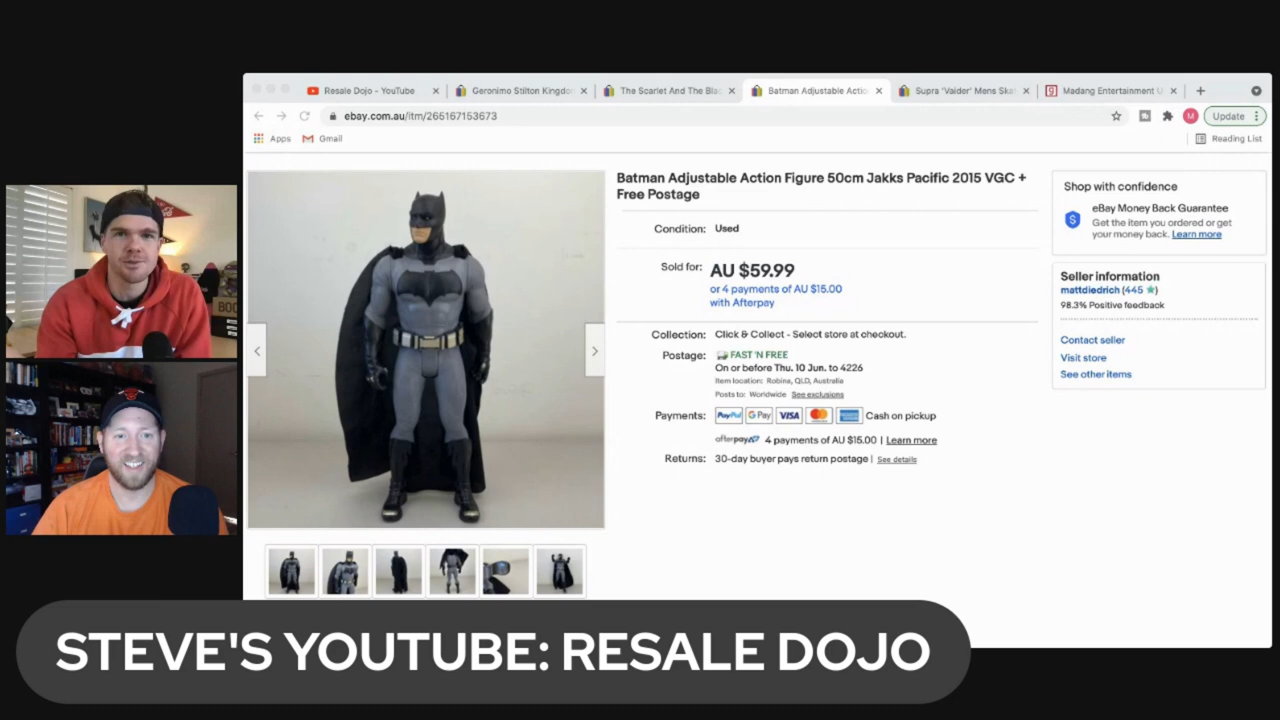 Resale Dojo - YouTube
Geronimo Stilton Kingdo
The Scarlet And The Bla
Batman Adjustable Actio
Supra 'Vaider' Mens Skat
Madang Entertainment U
ebay.com.au/itm/265167153673
M
Update
Apps
Gmail
Reading List
Batman Adjustable Action Figure 50cm Jakks Pacific 2015 VGC +
Free Postage
Condition: Used
Sold for: AU $59.99
or 4 payments of AU $15.00
with Afterpay
Collection: Click & Collect - Select store at checkout.
Postage: FAST 'N FREE
On or before Thu. 10 Jun. to 4226
Item location: Robina, QLD, Australia
Posts to: Worldwide See exclusions
Payments: PayPal G Pay VISA Cash on pickup
afterpay 4 payments of AU $15.00 | Learn more
Returns: 30-day buyer pays return postage | See details
Shop with confidence
eBay Money Back Guarantee
Get the item you ordered or get
your money back. Learn more
Seller information
mattdiedrich (445 ★)
98.3% Positive feedback
Contact seller
Visit store
See other items
STEVE'S YOUTUBE: RESALE DOJO